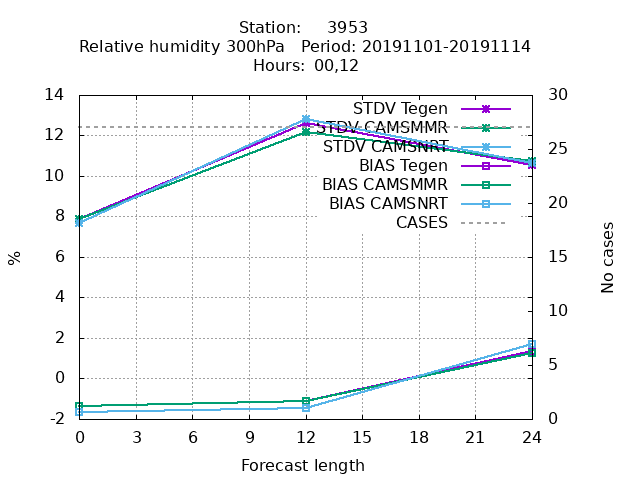 Station: 3953
Relative humidity 300hPa Period: 20191101-20191114
Hours: 00,12
14
12
10
8
6
4
2
0
-2
%
30
25
20
15
10
5
0
No cases
STDV Tegen
STDV CAMSMMR
STDV CAMSNRT
BIAS Tegen
BIAS CAMSMMR
BIAS CAMSNRT
CASES
0 3 6 9 12 15 18 21 24
Forecast length